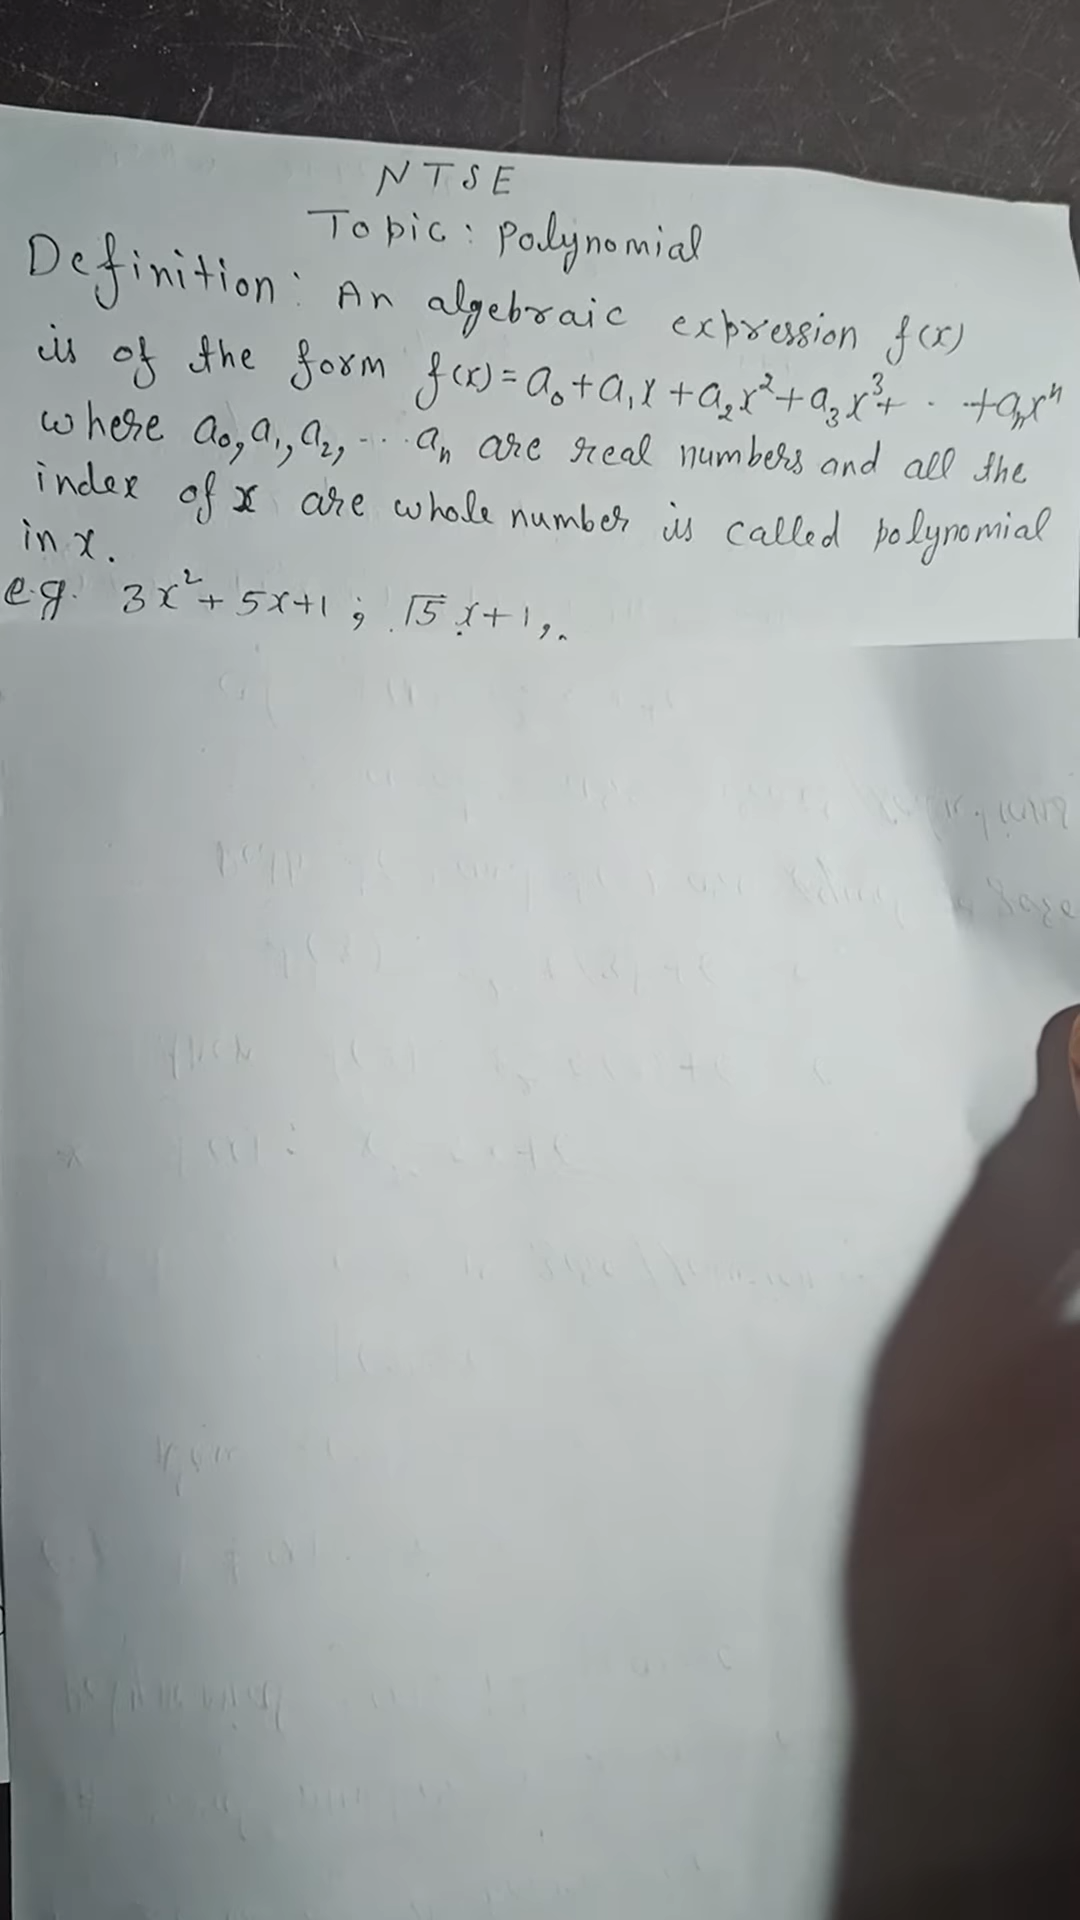 NTSE
Topic: Polynomial
Definition: An algebraic expression f(x)
is of the form f(x) = a₀ + a₁x + a₂x² + a₃x³ + . . + aₙxⁿ
where a₀, a₁, a₂, ... aₙ are real numbers and all the
index of x are whole number is called polynomial
in x.
e.g. 3x² + 5x + 1 ; √5 x + 1 ,